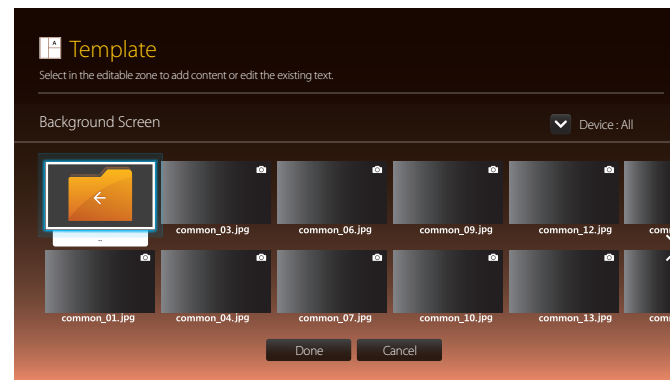 A
Template
Select in the editable zone to add content or edit the existing text.
Background Screen
Device : All
..
common_03.jpg
common_06.jpg
common_09.jpg
common_12.jpg
com
common_01.jpg
common_04.jpg
common_07.jpg
common_10.jpg
common_13.jpg
com
Done
Cancel